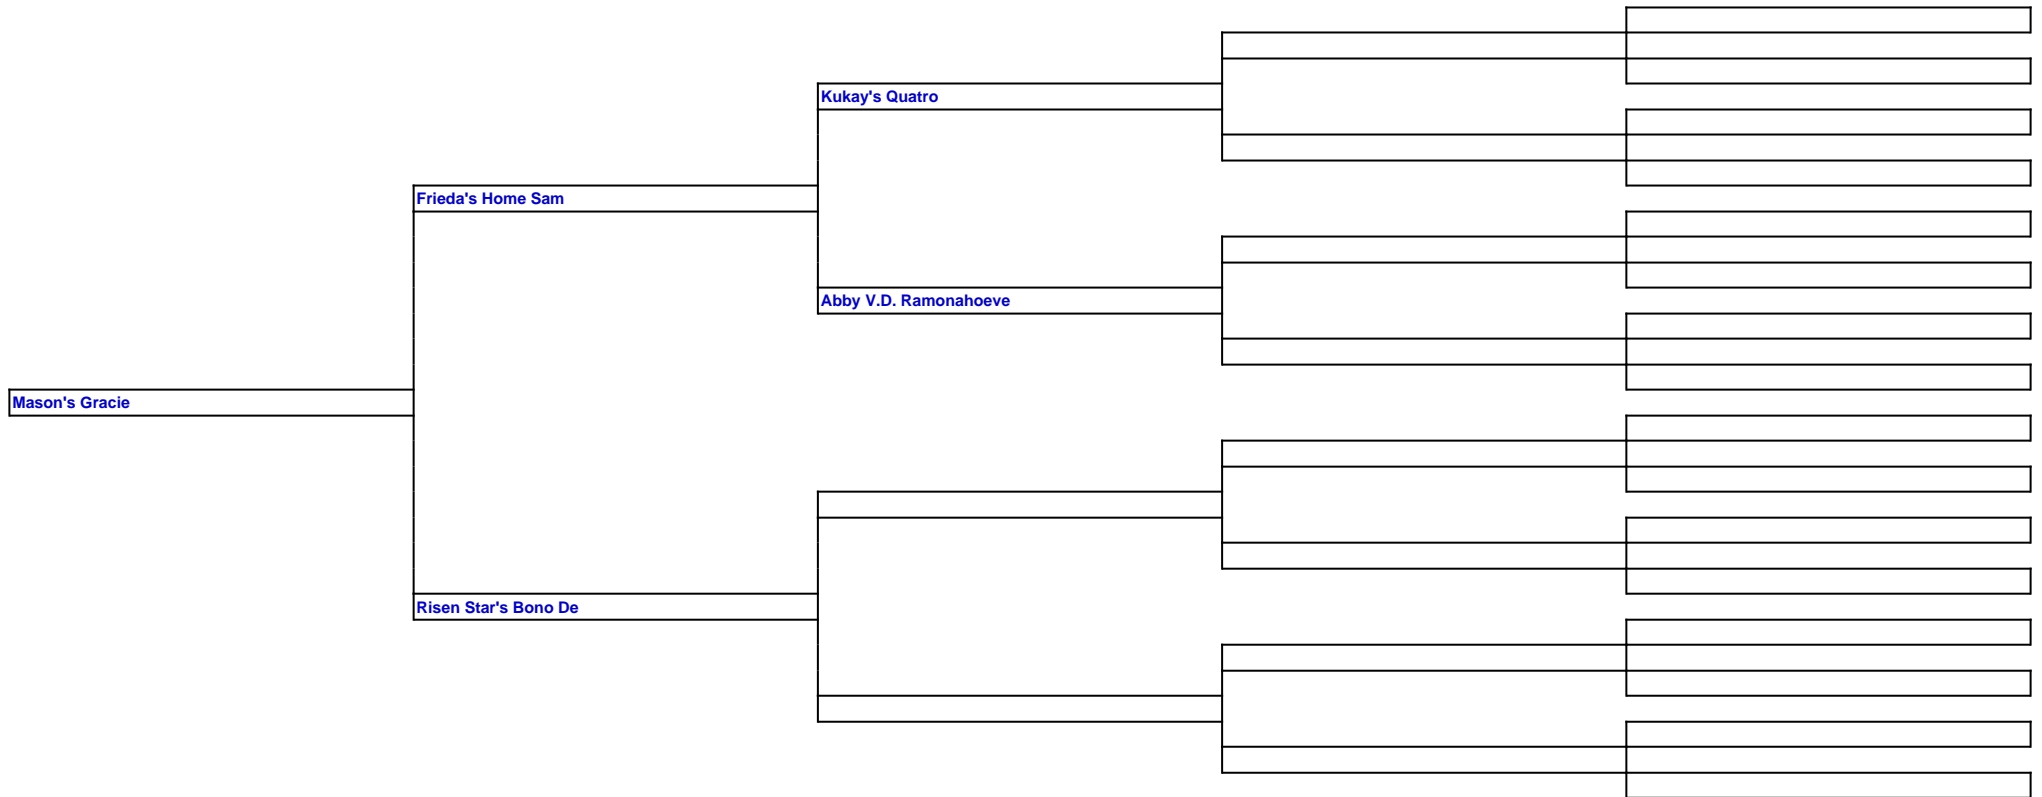 Kukay's Quatro
Frieda's Home Sam
Abby V.D. Ramonahoeve
Mason's Gracie
Risen Star's Bono De